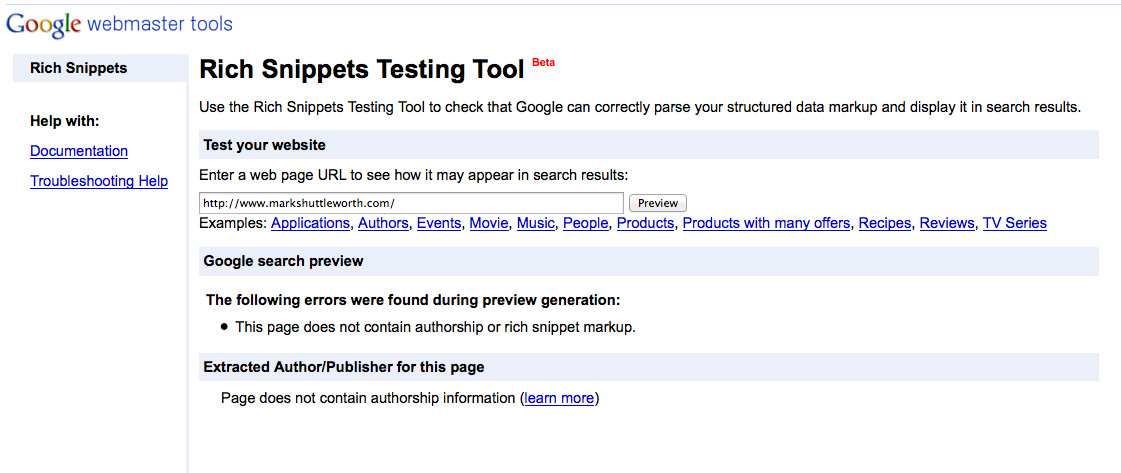 Google webmaster tools
Rich Snippets
Help with:
Documentation
Troubleshooting Help
Rich Snippets Testing Tool Beta
Use the Rich Snippets Testing Tool to check that Google can correctly parse your structured data markup and display it in search results.
Test your website
Enter a web page URL to see how it may appear in search results:
http://www.markshuttleworth.com/ Preview
Examples: Applications, Authors, Events, Movie, Music, People, Products, Products with many offers, Recipes, Reviews, TV Series
Google search preview
The following errors were found during preview generation:
This page does not contain authorship or rich snippet markup.
Extracted Author/Publisher for this page
Page does not contain authorship information (learn more)